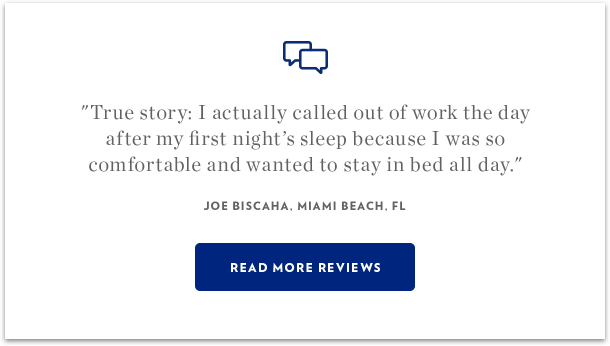 "True story: I actually called out of work the day
after my first night’s sleep because I was so
comfortable and wanted to stay in bed all day."
JOE BISCAHA, MIAMI BEACH, FL
READ MORE REVIEWS